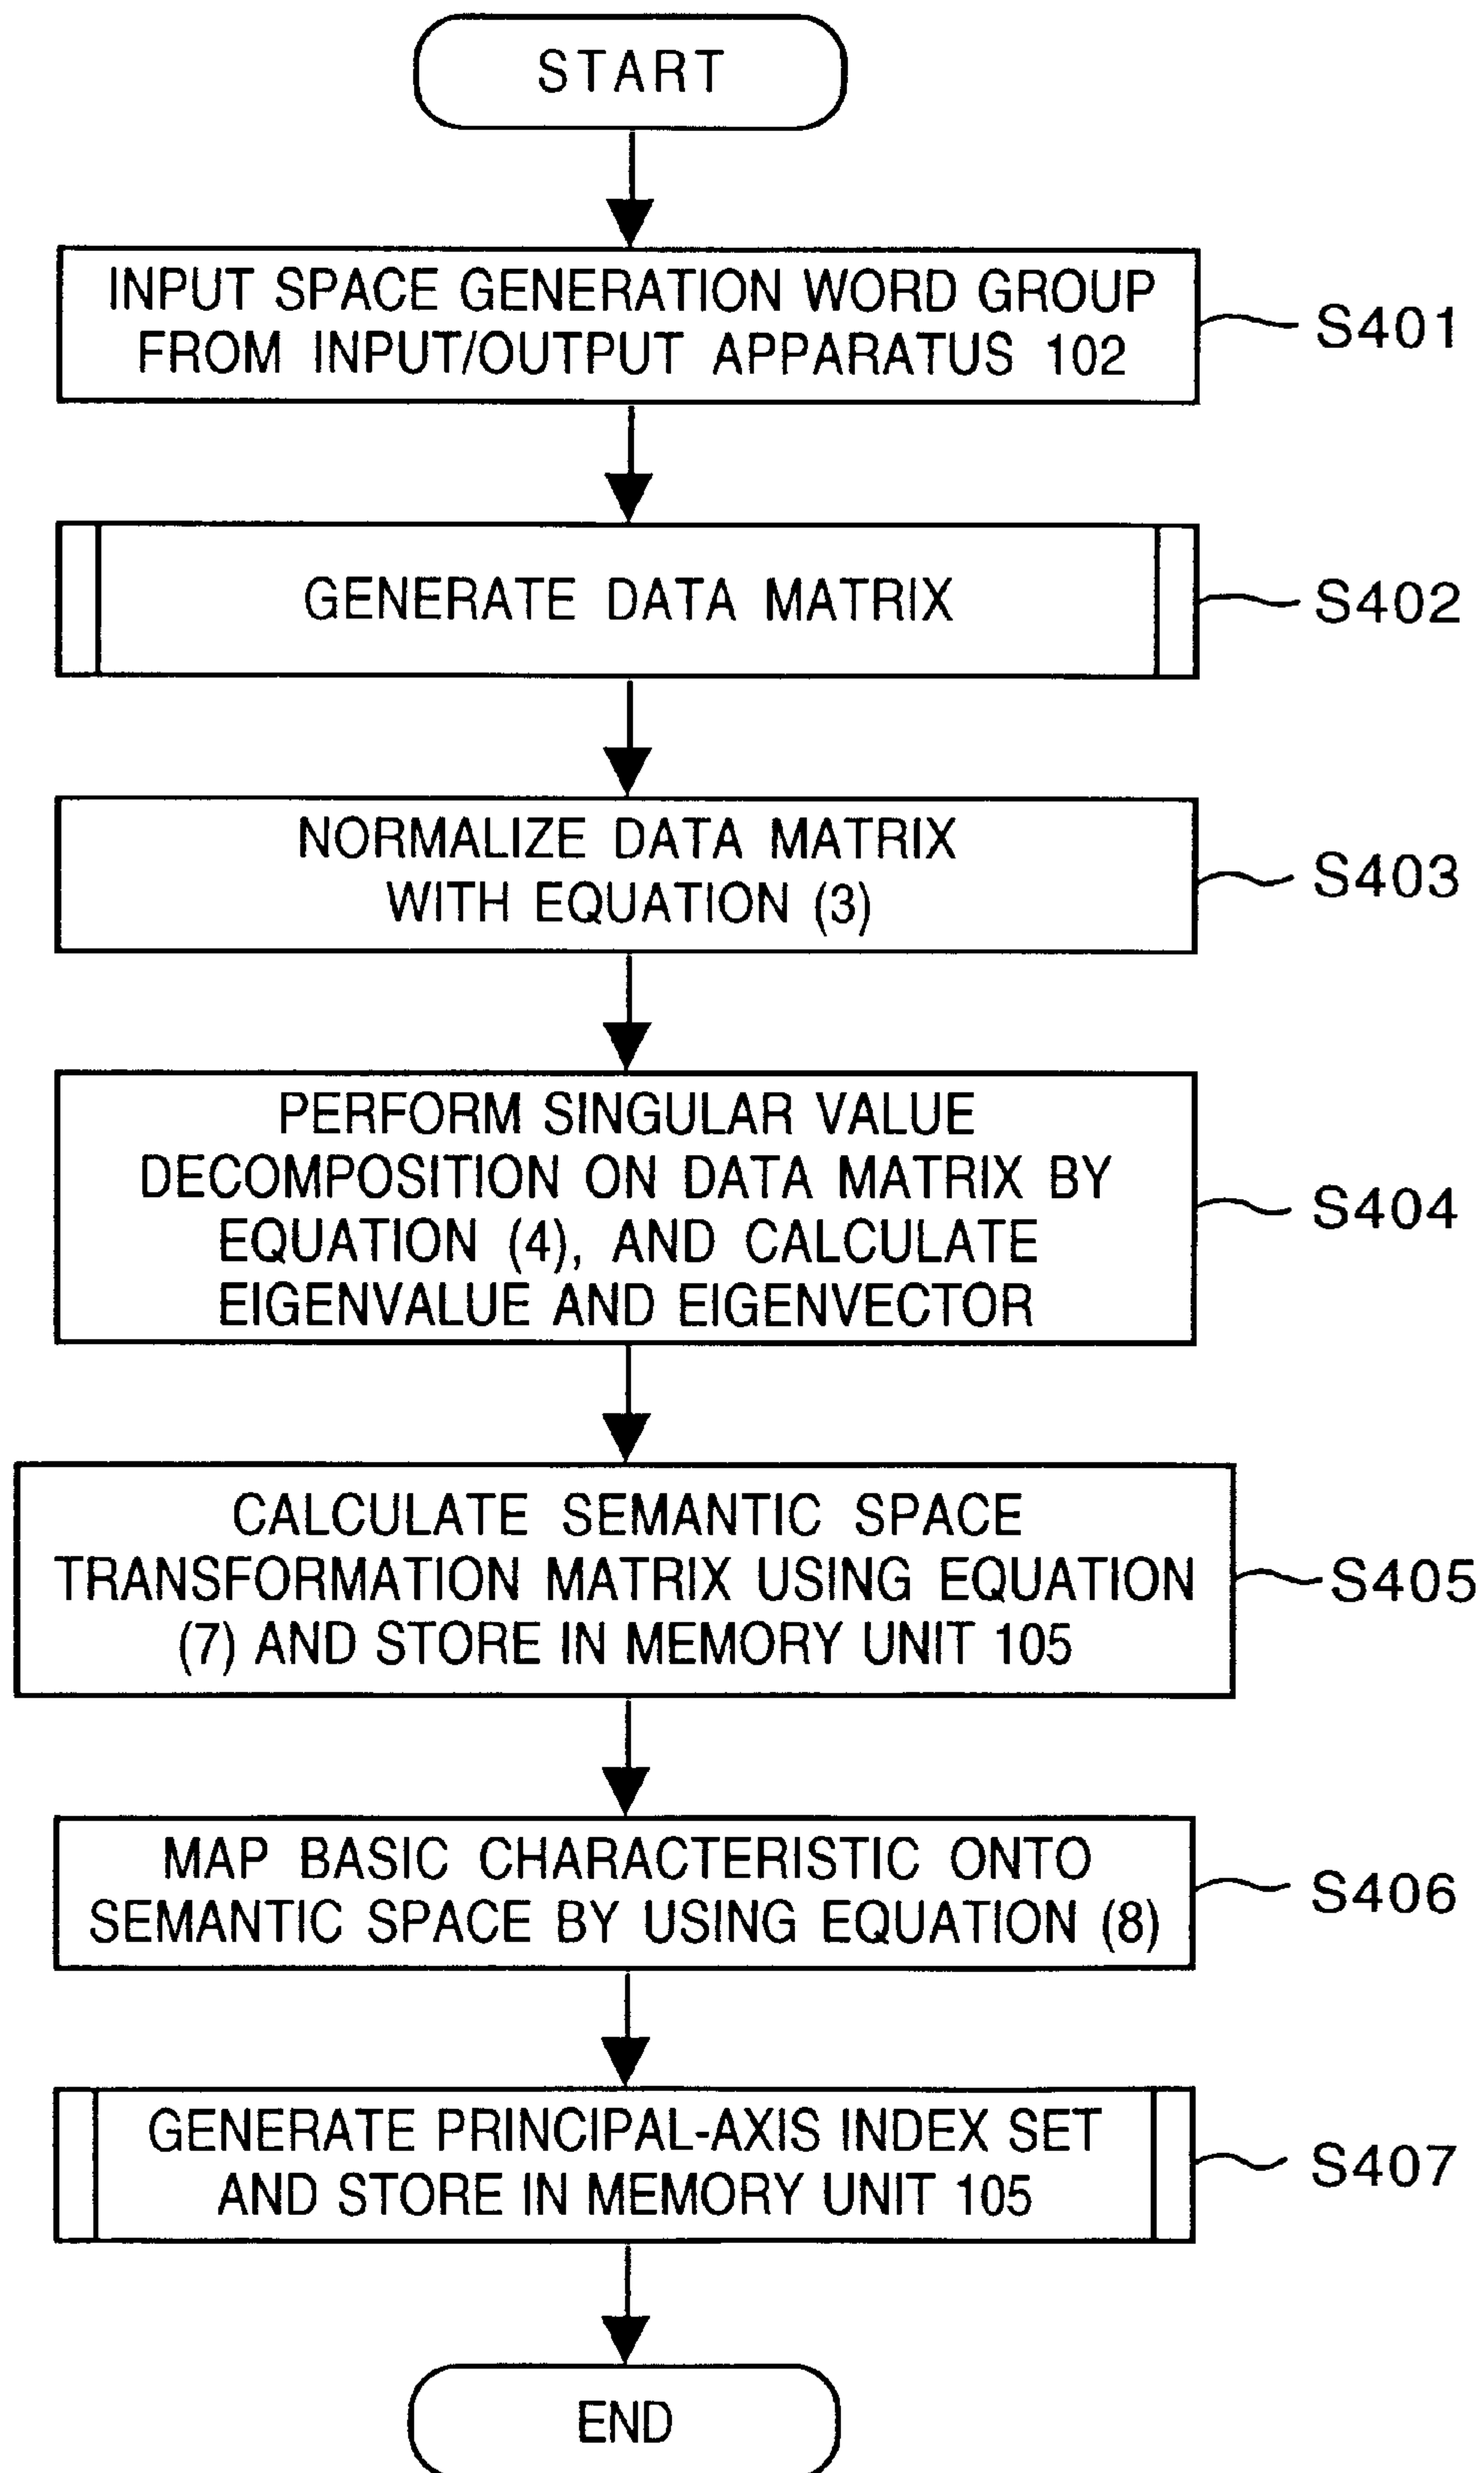 START
INPUT SPACE GENERATION WORD GROUP
FROM INPUT/OUTPUT APPARATUS 102
S401
GENERATE DATA MATRIX
S402
NORMALIZE DATA MATRIX
WITH EQUATION (3)
S403
PERFORM SINGULAR VALUE
DECOMPOSITION ON DATA MATRIX BY
EQUATION (4), AND CALCULATE
EIGENVALUE AND EIGENVECTOR
S404
CALCULATE SEMANTIC SPACE
TRANSFORMATION MATRIX USING EQUATION
(7) AND STORE IN MEMORY UNIT 105
S405
MAP BASIC CHARACTERISTIC ONTO
SEMANTIC SPACE BY USING EQUATION (8)
S406
GENERATE PRINCIPAL-AXIS INDEX SET
AND STORE IN MEMORY UNIT 105
S407
END